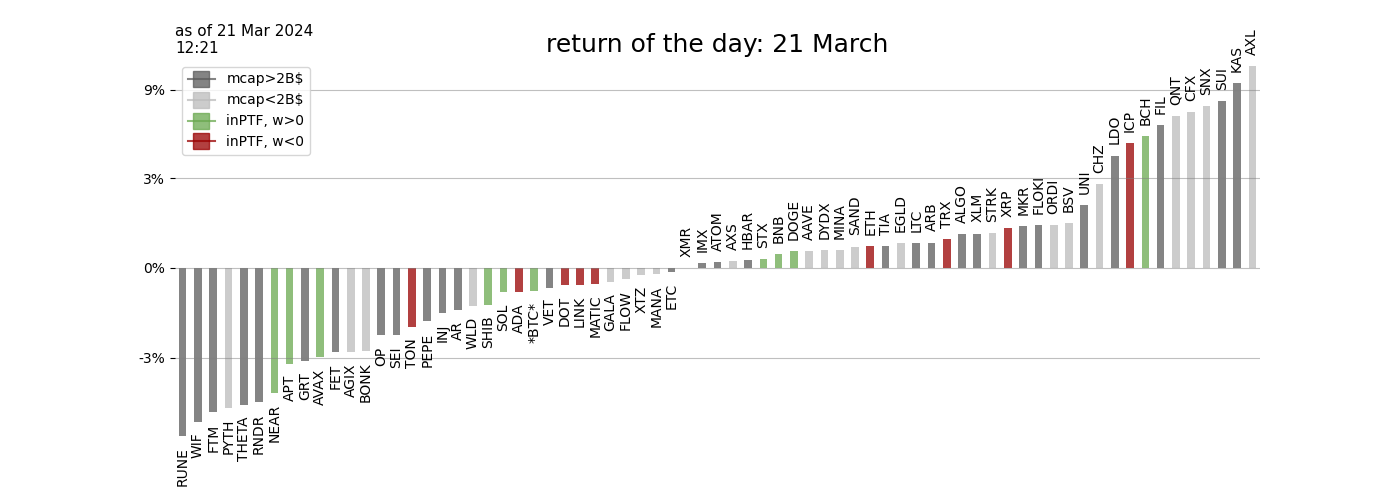 as of 21 Mar 2024
12:21
return of the day: 21 March
mcap>2B$
mcap<2B$
inPTF, w>0
inPTF, w<0
9%
3%
0%
-3%
RUNE
WIF
FTM
PYTH
THETA
RNDR
NEAR
APT
GRT
AVAX
FET
AGIX
BONK
OP
SEI
TON
PEPE
INJ
AR
WLD
SHIB
SOL
ADA
*BTC*
VET
DOT
LINK
MATIC
GALA
FLOW
XTZ
MANA
ETC
XMR
IMX
ATOM
AXS
HBAR
STX
BNB
DOGE
AAVE
DYDX
MINA
SAND
ETH
TIA
EGLD
LTC
ARB
TRX
ALGO
XLM
STRK
XRP
MKR
FLOKI
ORDI
BSV
UNI
CHZ
LDO
ICP
BCH
FIL
QNT
CFX
SNX
SUI
KAS
AXL